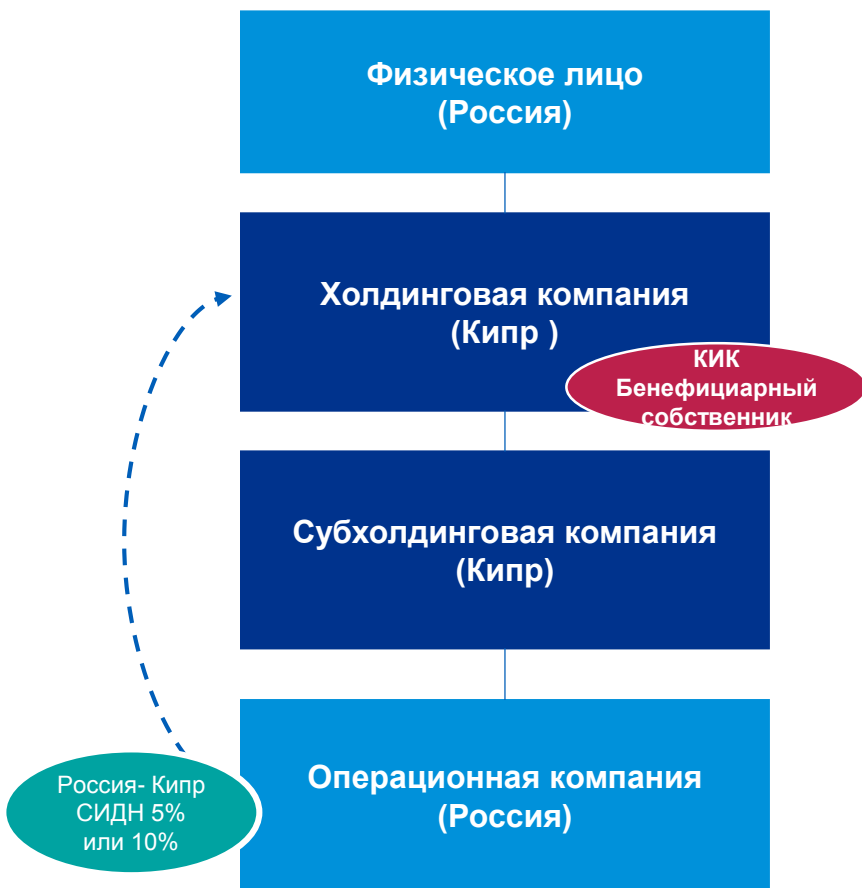 Физическое лицо
(Россия)
Холдинговая компания
(Кипр )
КИК
Бенефициарный
собственник
Субхолдинговая компания
(Кипр)
Операционная компания
(Россия)
Россия- Кипр
СИДН 5%
или 10%